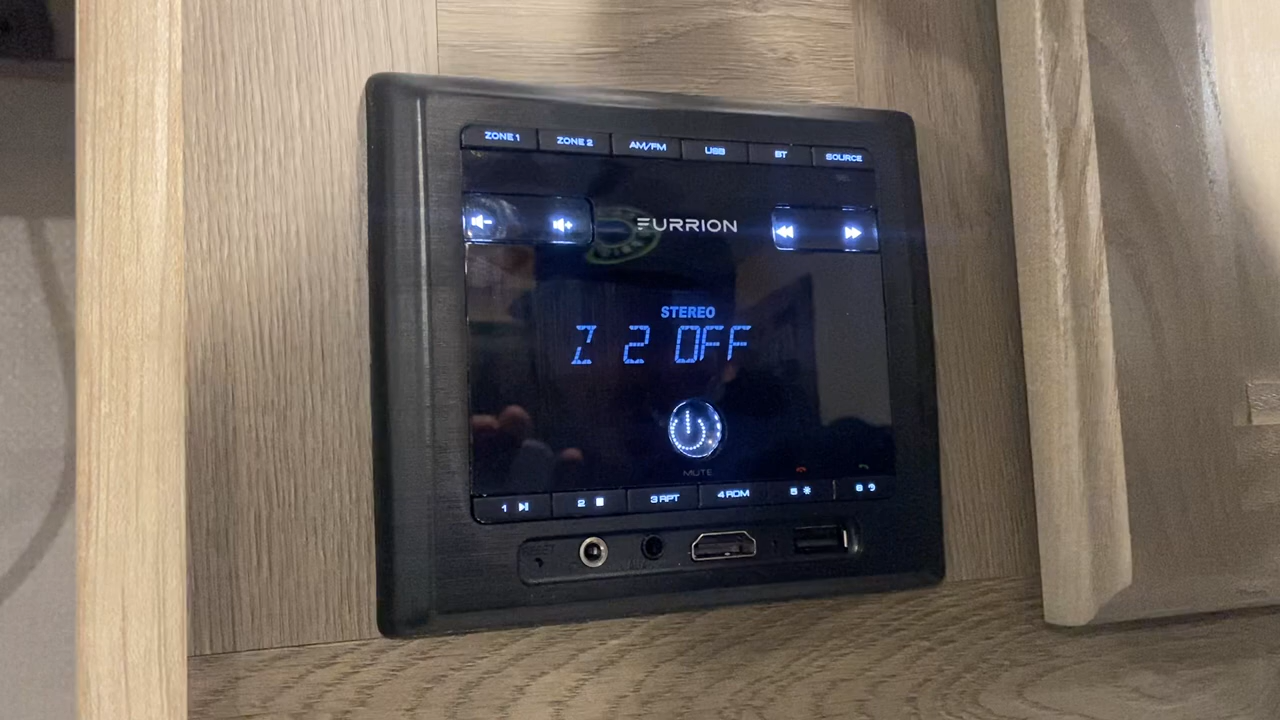 ZONE 1 ZONE 2 AM/FM USB BT SOURCE
FURRION
STEREO
Z 2 OFF
MUTE
1 2 3 RPT 4 RDM 5 6